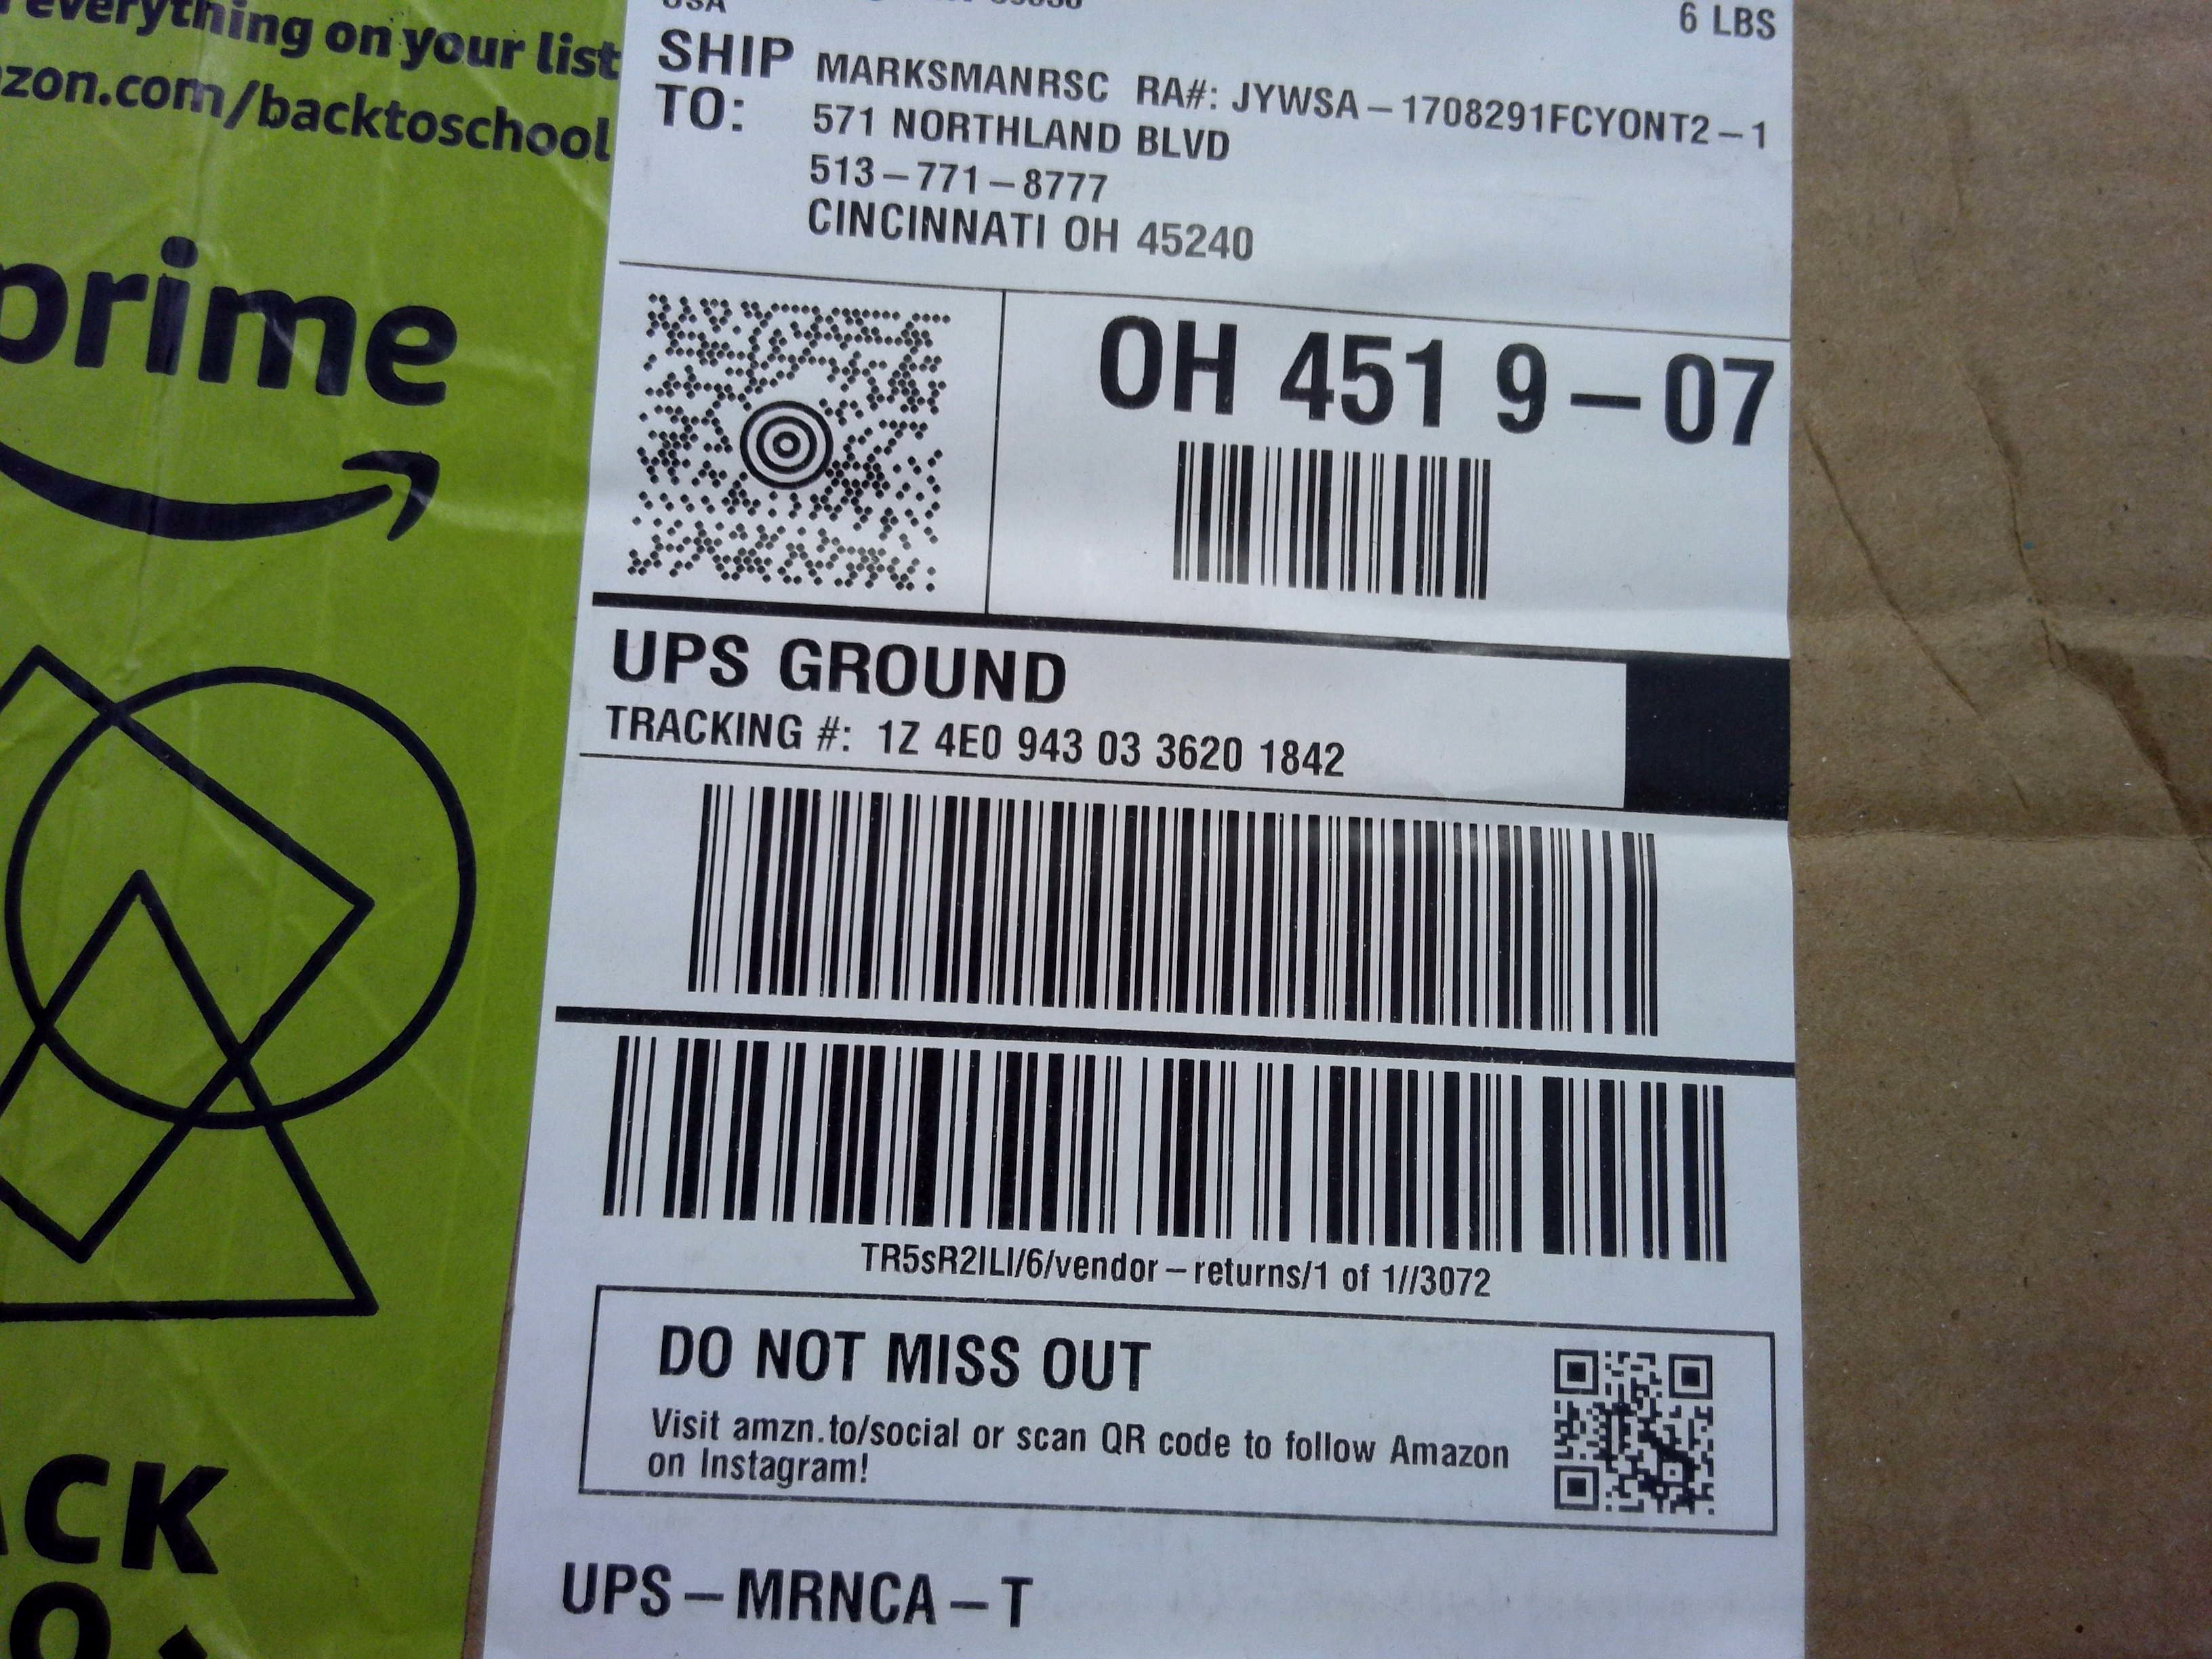 everything on your list
zon.com/backtoschool
prime
ACK
USA
6 LBS
SHIP TO:
MARKSMANRSC RA#: JYWSA-1708291FCYONT2-1
571 NORTHLAND BLVD
513-771-8777
CINCINNATI OH 45240
OH 451 9-07
UPS GROUND
TRACKING #: 1Z 4E0 943 03 3620 1842
TR5sR2ILI/6/vendor-returns/1 of 1//3072
DO NOT MISS OUT
Visit amzn.to/social or scan QR code to follow Amazon
on Instagram!
UPS-MRNCA-T